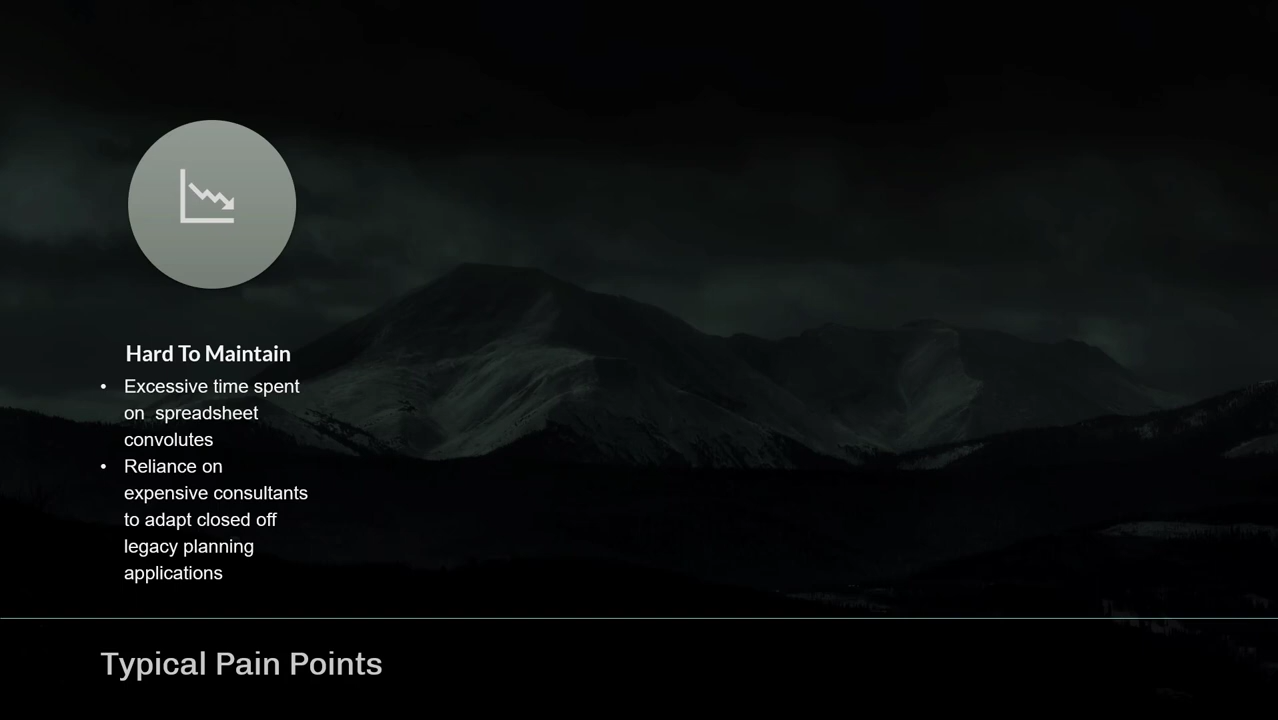 Hard To Maintain
• Excessive time spent
on  spreadsheet
convolutes
• Reliance on
expensive consultants
to adapt closed off
legacy planning
applications
Typical Pain Points